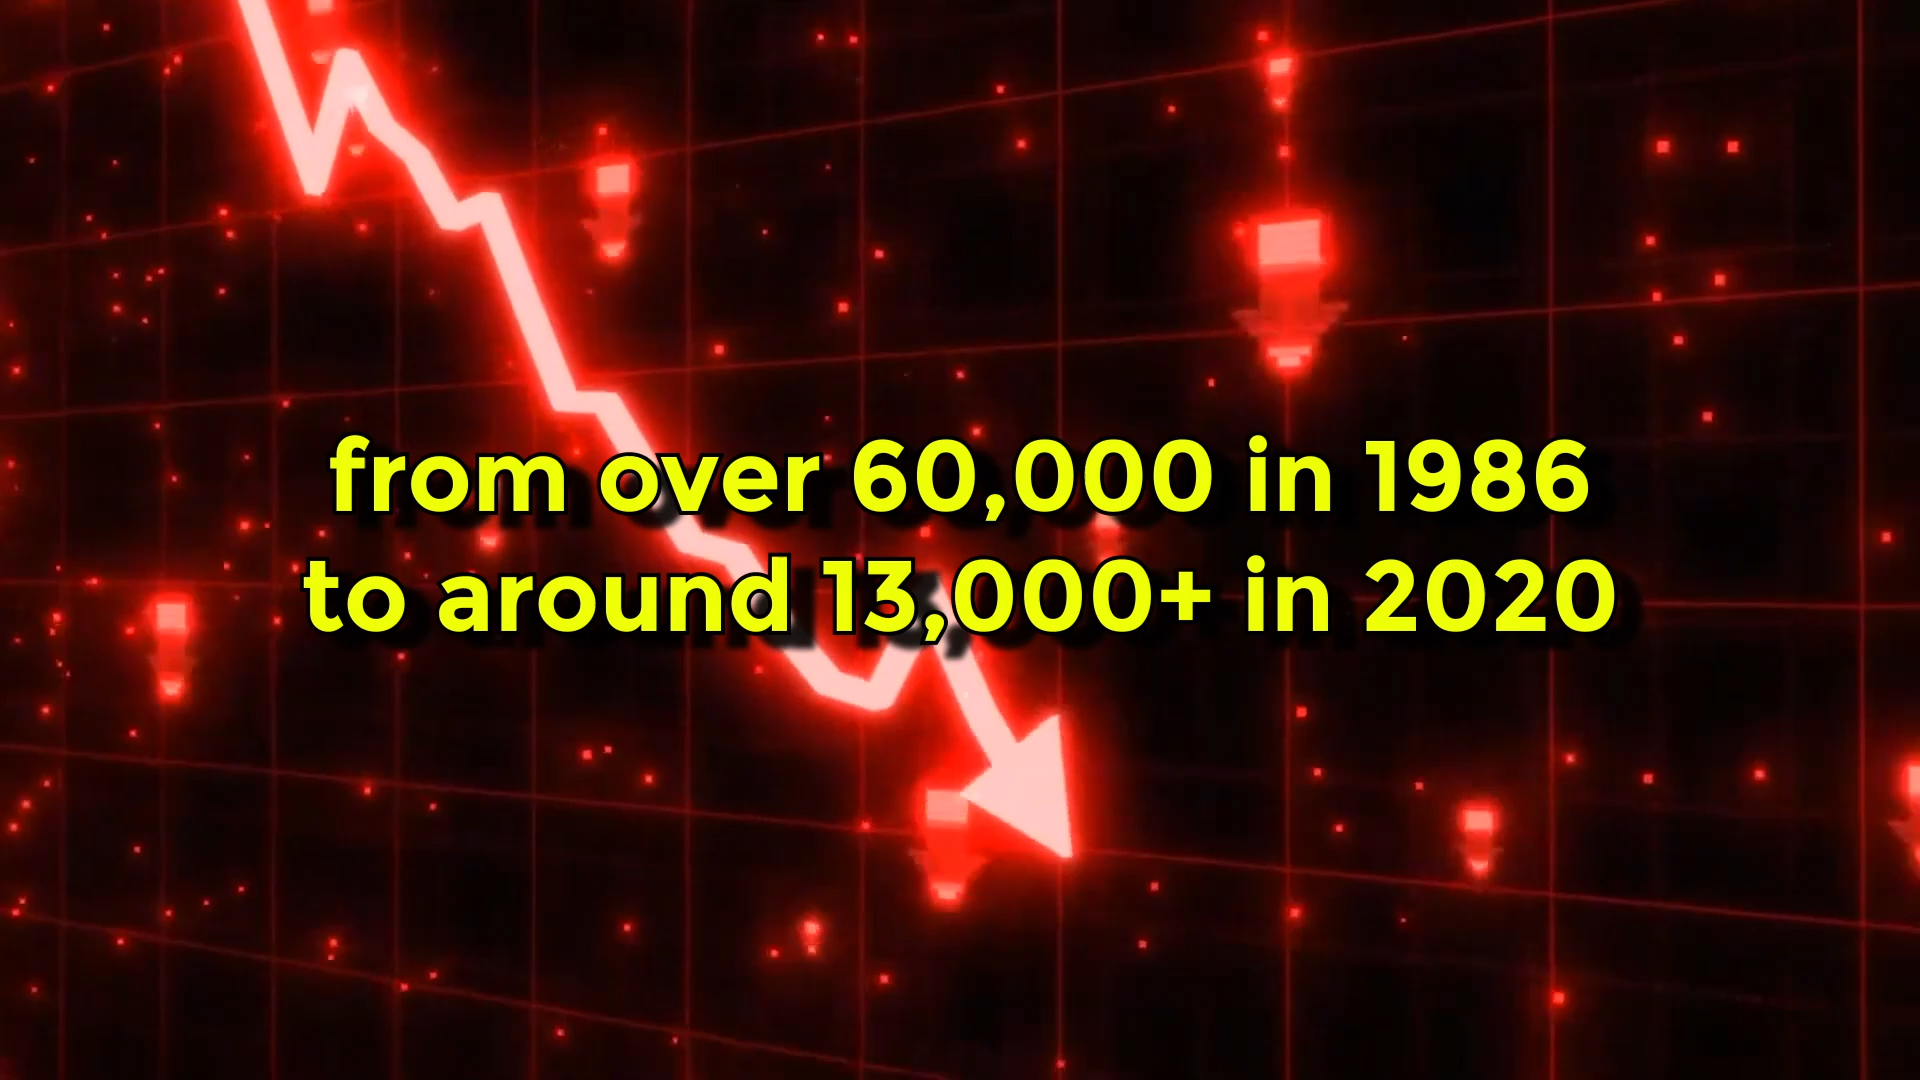 from over 60,000 in 1986
to around 13,000+ in 2020